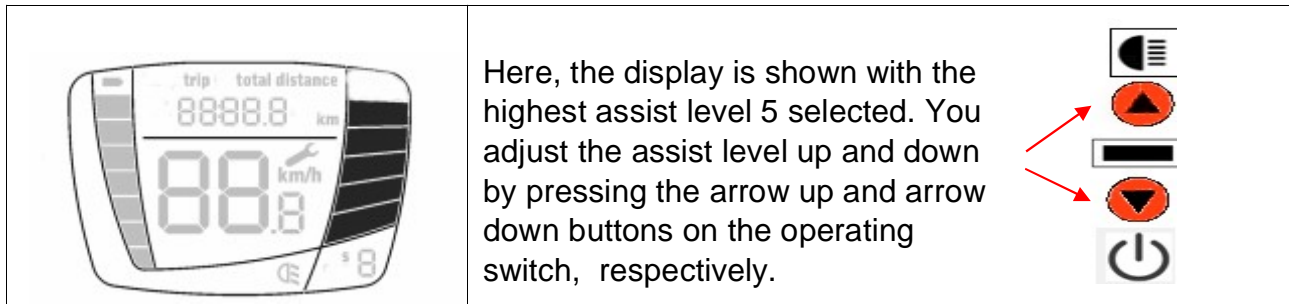 trip total distance
8888.8 km
88.8 km/h
s 8
Here, the display is shown with the
highest assist level 5 selected. You
adjust the assist level up and down
by pressing the arrow up and arrow
down buttons on the operating
switch, respectively.